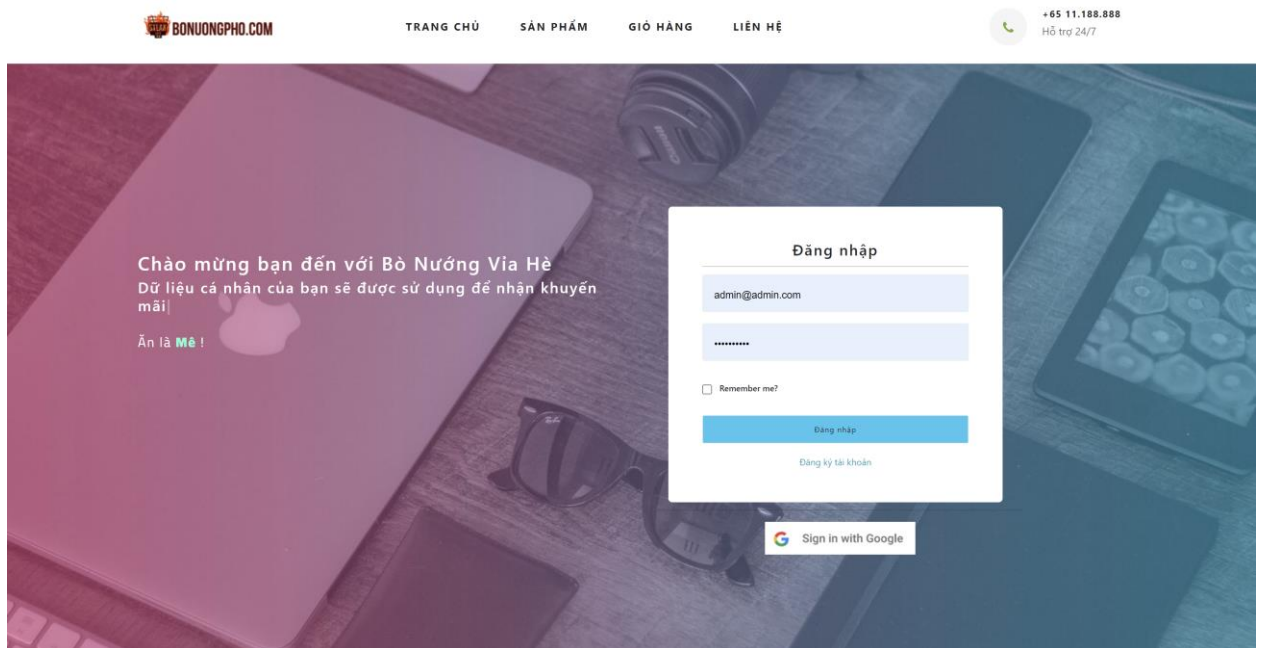 BONUONGPHO.COM
TRANG CHỦ
SẢN PHẨM
GIỎ HÀNG
LIÊN HỆ
+65 11.188.888
Hỗ trợ 24/7
Chào mừng bạn đến với Bò Nướng Vỉa Hè
Dữ liệu cá nhân của bạn sẽ được sử dụng để nhận khuyến
mãi|
Ăn là Mê !
Đăng nhập
admin@admin.com
••••••••••
Remember me?
Đăng nhập
Đăng ký tài khoản
Sign in with Google